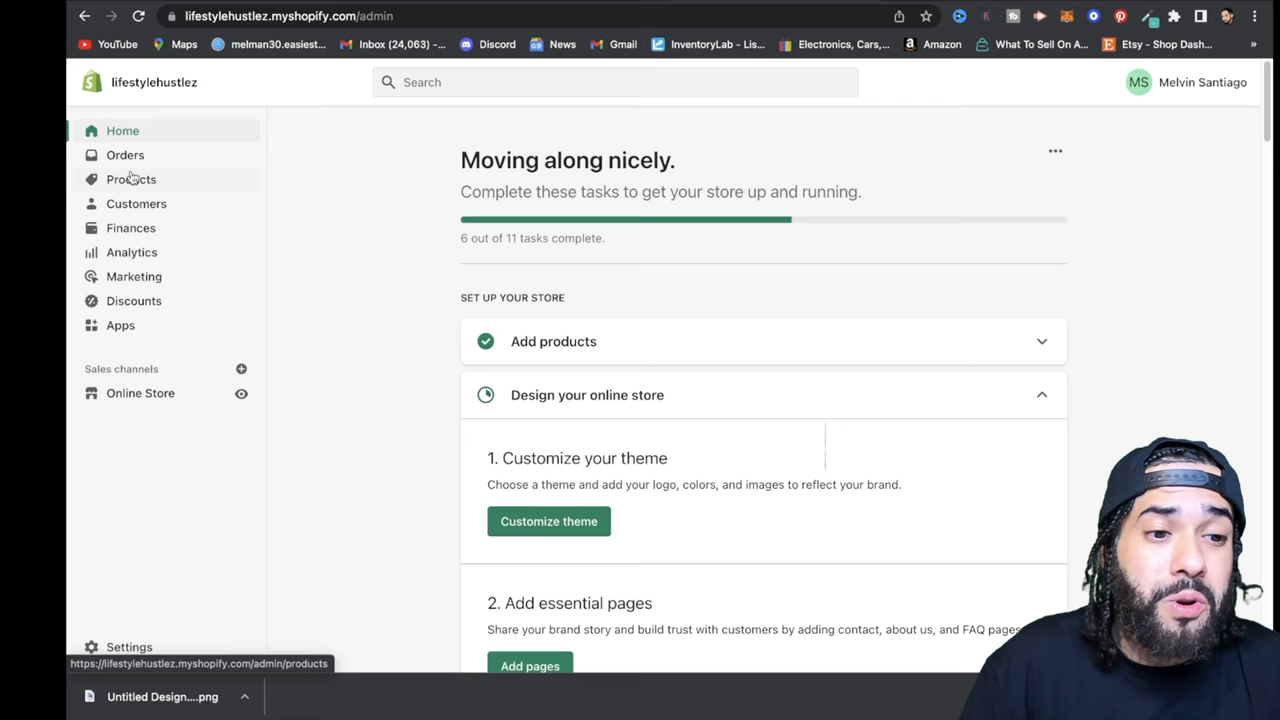 lifestylehustlez.myshopify.com/admin
YouTube
Maps
melman30.easiest...
Inbox (24,063) –...
Discord
News
Gmail
InventoryLab - Lis...
Electronics, Cars,...
Amazon
What To Sell On A...
Etsy - Shop Dash...
»
lifestylehustlez
Search
MS
Melvin Santiago
Home
Orders
Products
Customers
Finances
Analytics
Marketing
Discounts
Apps
Sales channels
Online Store
Settings
Moving along nicely.
Complete these tasks to get your store up and running.
6 out of 11 tasks complete.
SET UP YOUR STORE
Add products
Design your online store
1. Customize your theme
Choose a theme and add your logo, colors, and images to reflect your brand.
Customize theme
2. Add essential pages
Share your brand story and build trust with customers by adding contact, about us, and FAQ pages
Add pages
https://lifestylehustlez.myshopify.com/admin/products
Untitled Design....png